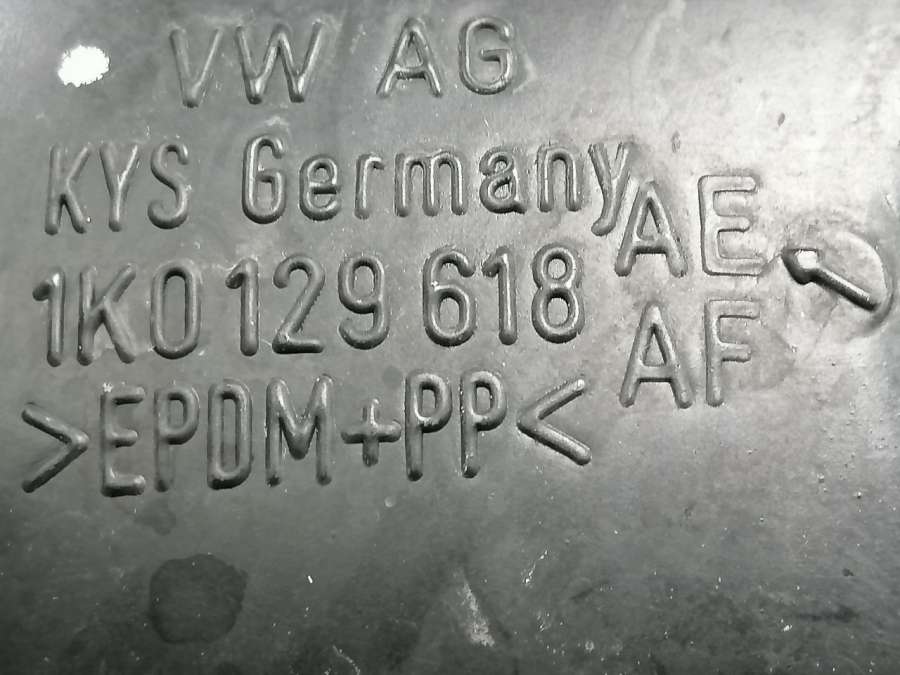 VW AG
KYS Germany
1K0 129 618 AE
AF
>EPDM+PP<